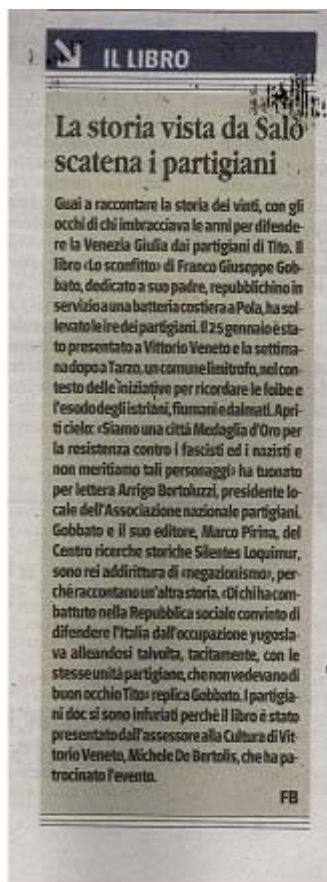 IL LIBRO
La storia vista da Salò
scatena i partigiani
Guai a raccontare la storia dei vinti, con gli
occhi di chi imbracciava le armi per difende-
re la Venezia Giulia dai partigiani di Tito. Il
libro «Lo sconfitto» di Franco Giuseppe Gob-
bato, dedicato a suo padre, repubblichino in
servizio a una batteria costiera a Pola, ha sol-
levato le ire dei partigiani. Il 25 gennaio è sta-
to presentato a Vittorio Veneto e la settima-
na dopo a Tarzo, un comune limitrofo, nel con-
testo delle iniziative per ricordare le foibe e
l'esodo degli istriani, fiumani e dalmati. Apri-
ti cielo: «Siamo una città Medaglia d'Oro per
la resistenza contro i fascisti ed i nazisti e
non meritiamo tali personaggi» ha tuonato
per lettera Arrigo Bortoluzzi, presidente lo-
cale dell'Associazione nazionale partigiani.
Gobbato e il suo editore, Marco Pirina, del
Centro ricerche storiche Silentes Loquimur,
sono rei addirittura di «negazionismo», per-
ché raccontano un'altra storia. «Di chi ha com-
battuto nella Repubblica sociale convinto di
difendere l'Italia dall'occupazione yugosla-
va alleandosi talvolta, tacitamente, con le
stesse unità partigiane, che non vedevano di
buon occhio Tito» replica Gobbato. I partigia-
ni doc si sono infuriati perchè il libro è stato
presentato dall'assessore alla Cultura di Vit-
torio Veneto, Michele De Bertolis, che ha pa-
trocinato l'evento.
FB